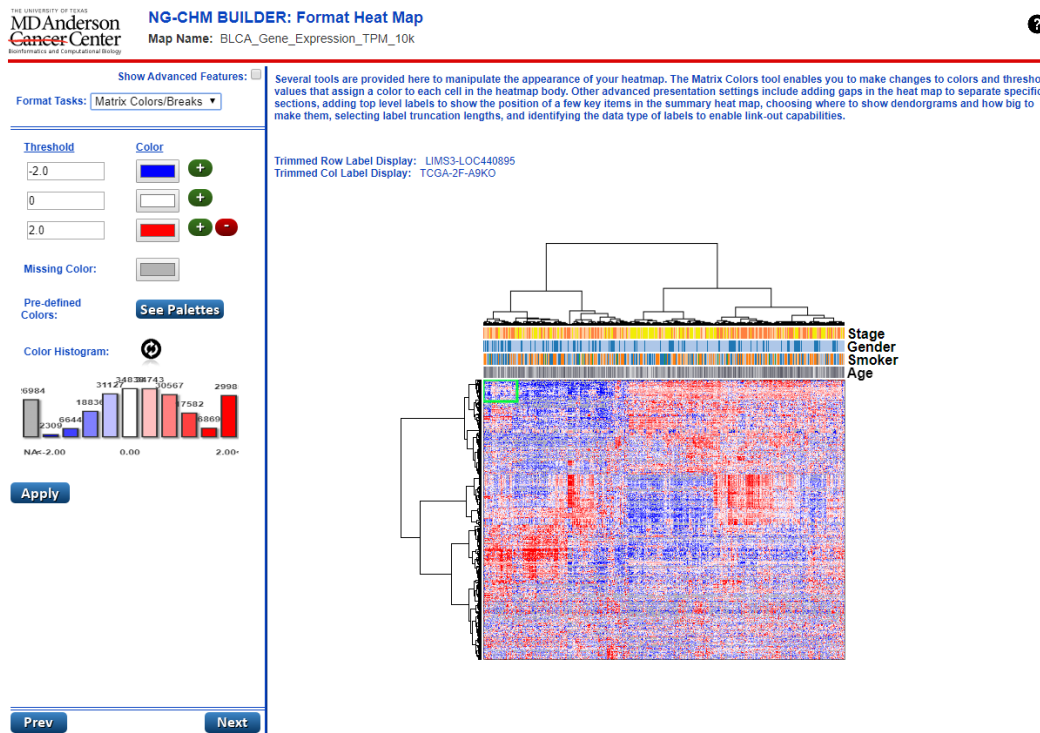 THE UNIVERSITY OF TEXAS
MD Anderson
Cancer Center
Bioinformatics and Computational Biology
NG-CHM BUILDER: Format Heat Map
Map Name: BLCA_Gene_Expression_TPM_10k
?
Show Advanced Features:
Format Tasks: Matrix Colors/Breaks
Several tools are provided here to manipulate the appearance of your heatmap. The Matrix Colors tool enables you to make changes to colors and thresho
values that assign a color to each cell in the heatmap body. Other advanced presentation settings include adding gaps in the heat map to separate specific
sections, adding top level labels to show the position of a few key items in the summary heat map, choosing where to show dendorgrams and how big to
make them, selecting label truncation lengths, and identifying the data type of labels to enable link-out capabilities.
Threshold Color
-2.0 +
0 +
2.0 + -
Missing Color:
Pre-defined
Colors:
See Palettes
Color Histogram:
2309 6644 18836 31127 34743 30567 17582 6869 2998
NA <-2.00 0.00 2.00
Apply
Trimmed Row Label Display: LIMS3-LOC440895
Trimmed Col Label Display: TCGA-2F-A9KO
Stage
Gender
Smoker
Age
Prev Next